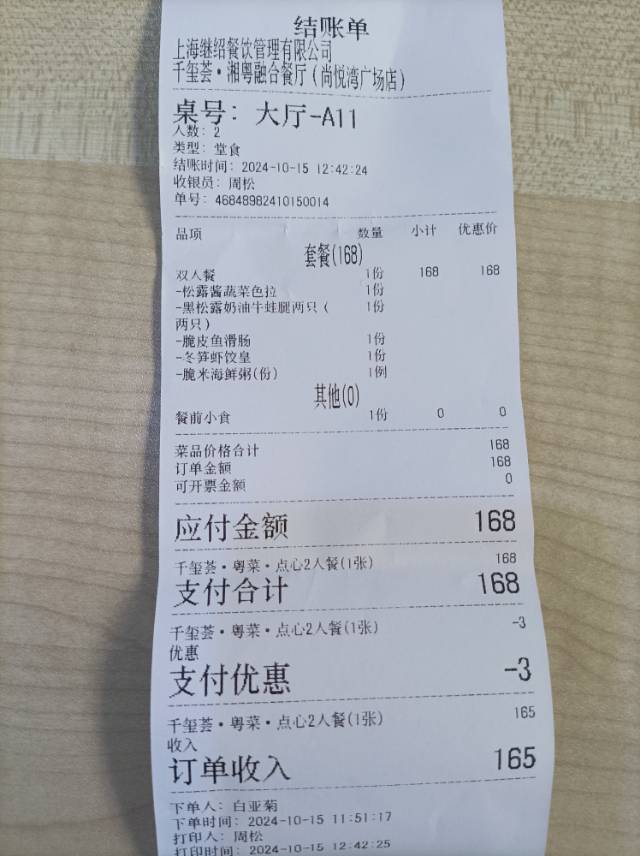 结账单
上海继绍餐饮管理有限公司
千玺荟·湘粤融合餐厅(尚悦湾广场店)
桌号: 大厅-A11
人数: 2
类型: 堂食
结账时间: 2024-10-15 12:42:24
收银员: 周松
单号: 46848982410150014
品项 数量 小计 优惠价
套餐(168)
双人餐 1份 168 168
-松露酱蔬菜色拉 1份
-黑松露奶油牛蛙腿两只( 1份
两只)
-脆皮鱼滑肠 1份
-冬笋虾饺皇 1份
-脆米海鲜粥(份) 1例
其他(0)
餐前小食 1份 0 0
菜品价格合计 168
订单金额 168
可开票金额 0
应付金额 168
千玺荟·粤菜·点心2人餐(1张) 168
支付合计 168
千玺荟·粤菜·点心2人餐(1张) -3
优惠
支付优惠 -3
千玺荟·粤菜·点心2人餐(1张) 165
收入
订单收入 165
下单人: 白亚菊
下单时间: 2024-10-15 11:51:17
打印人: 周松
打印时间: 2024-10-15 12:42:25